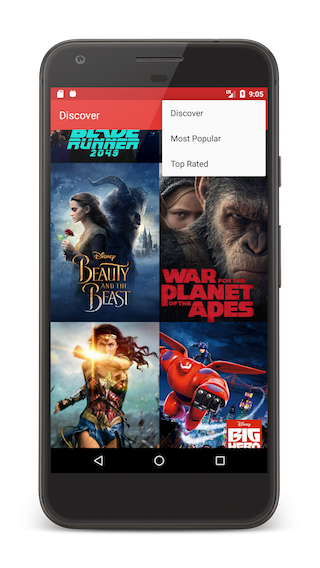 9:05
Discover
Discover
Most Popular
Top Rated
BLADE
RUNNER
2049
Disney
BEAUTY
AND THE
BEAST
WAR FOR THE
PLANET
OF THE
APES
Disney
BIG
HERO